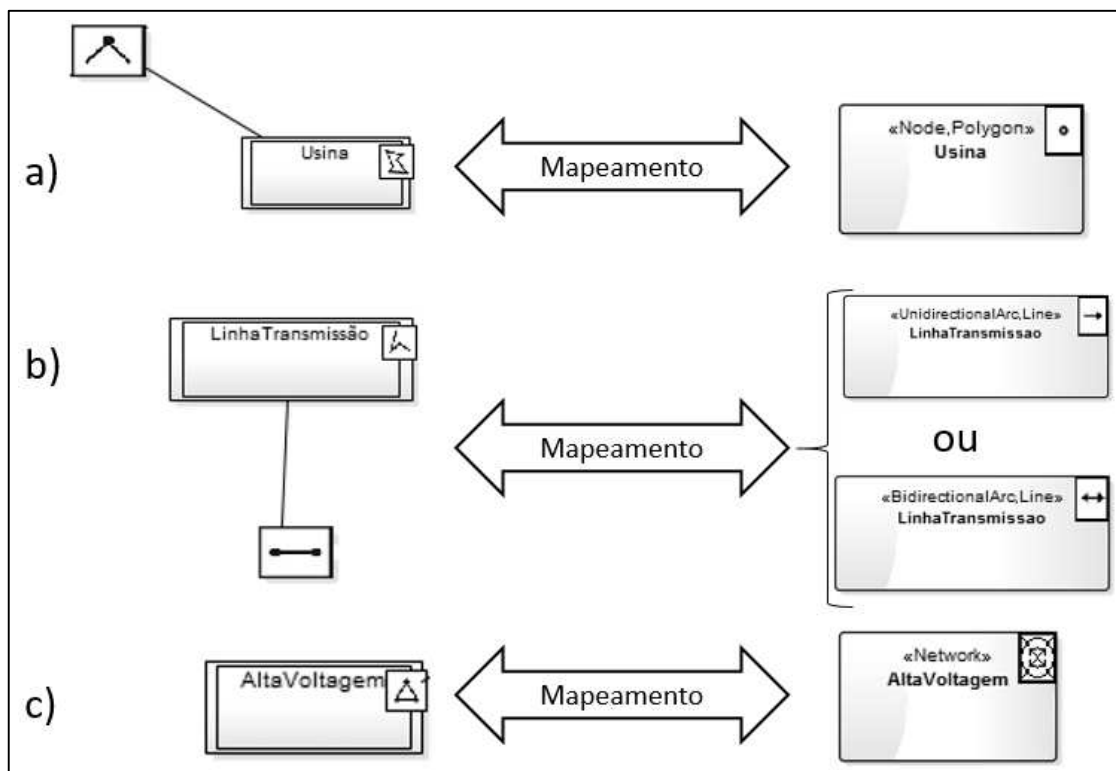 a)
Usina
Mapeamento
«Node,Polygon»
Usina
b)
LinhaTransmissão
Mapeamento
«UnidirectionalArc,Line»
LinhaTransmissao
ou
«BidirectionalArc,Line»
LinhaTransmissao
c)
AltaVoltagem
Mapeamento
«Network»
AltaVoltagem